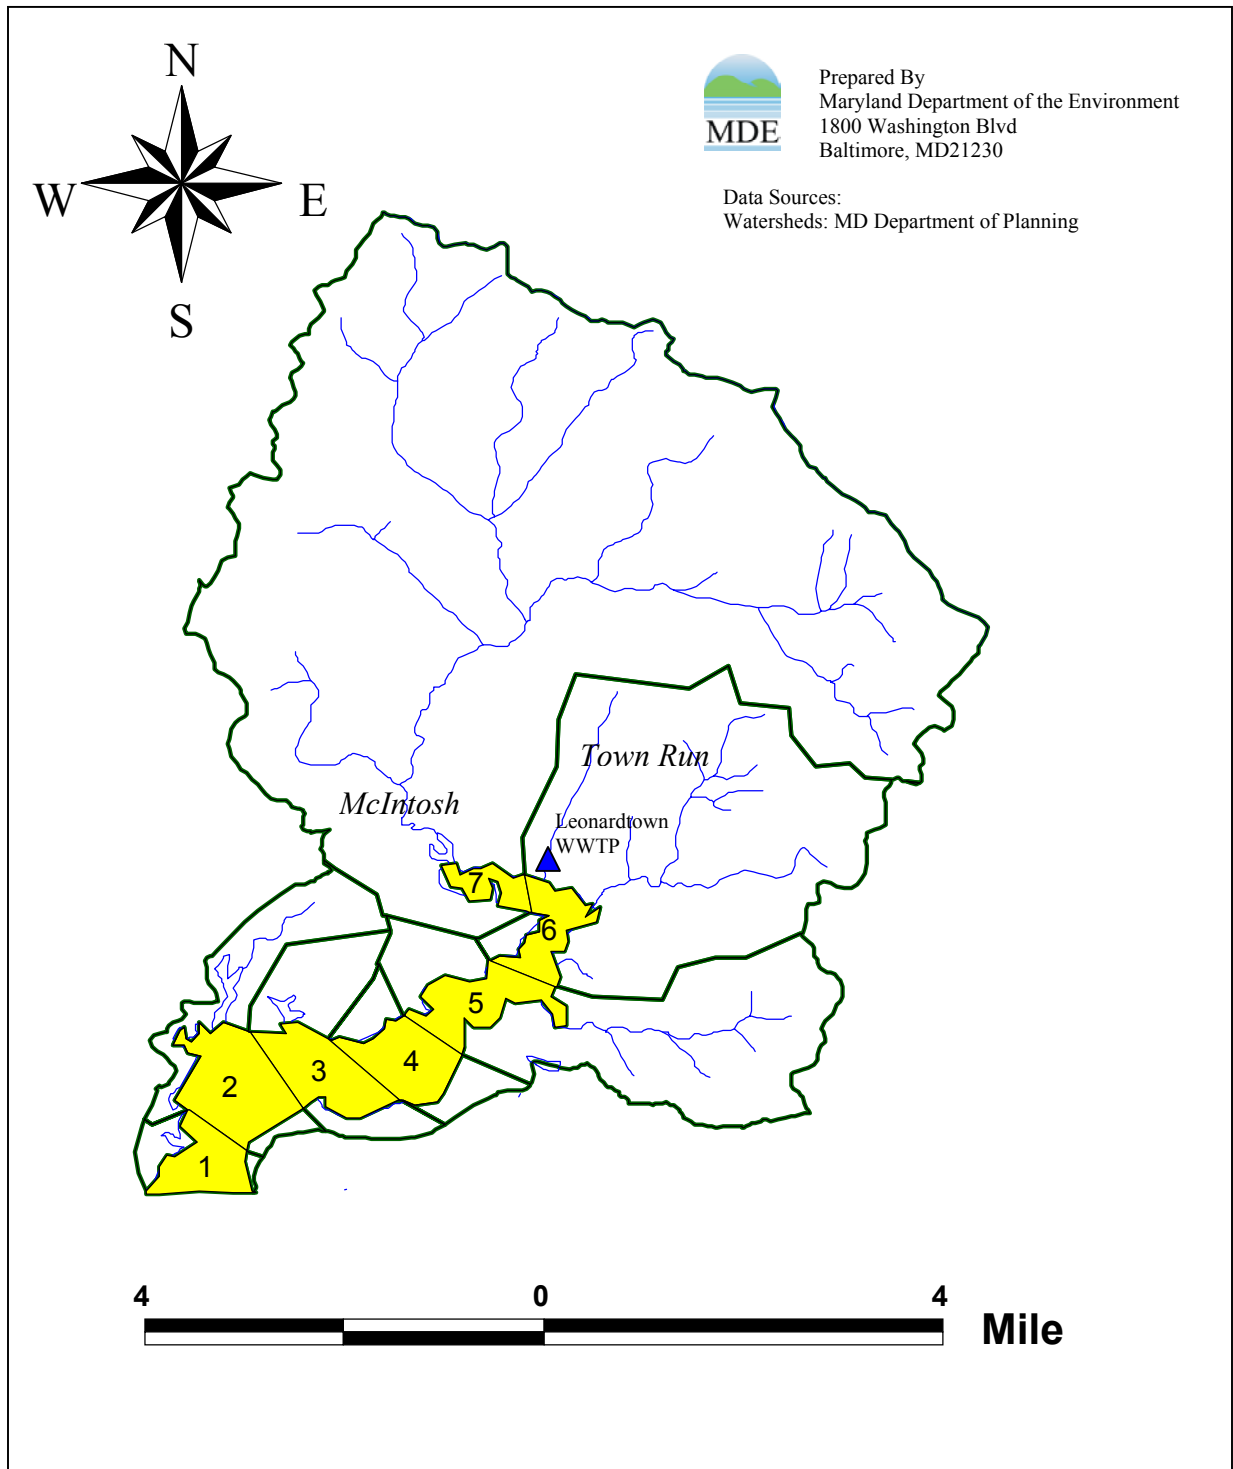 N
W
E
S
MDE
Prepared By
Maryland Department of the Environment
1800 Washington Blvd
Baltimore, MD21230
Data Sources:
Watersheds: MD Department of Planning
Town Run
McIntosh
Leonardtown
WWTP
7
6
5
4
3
2
1
4
0
4
Mile